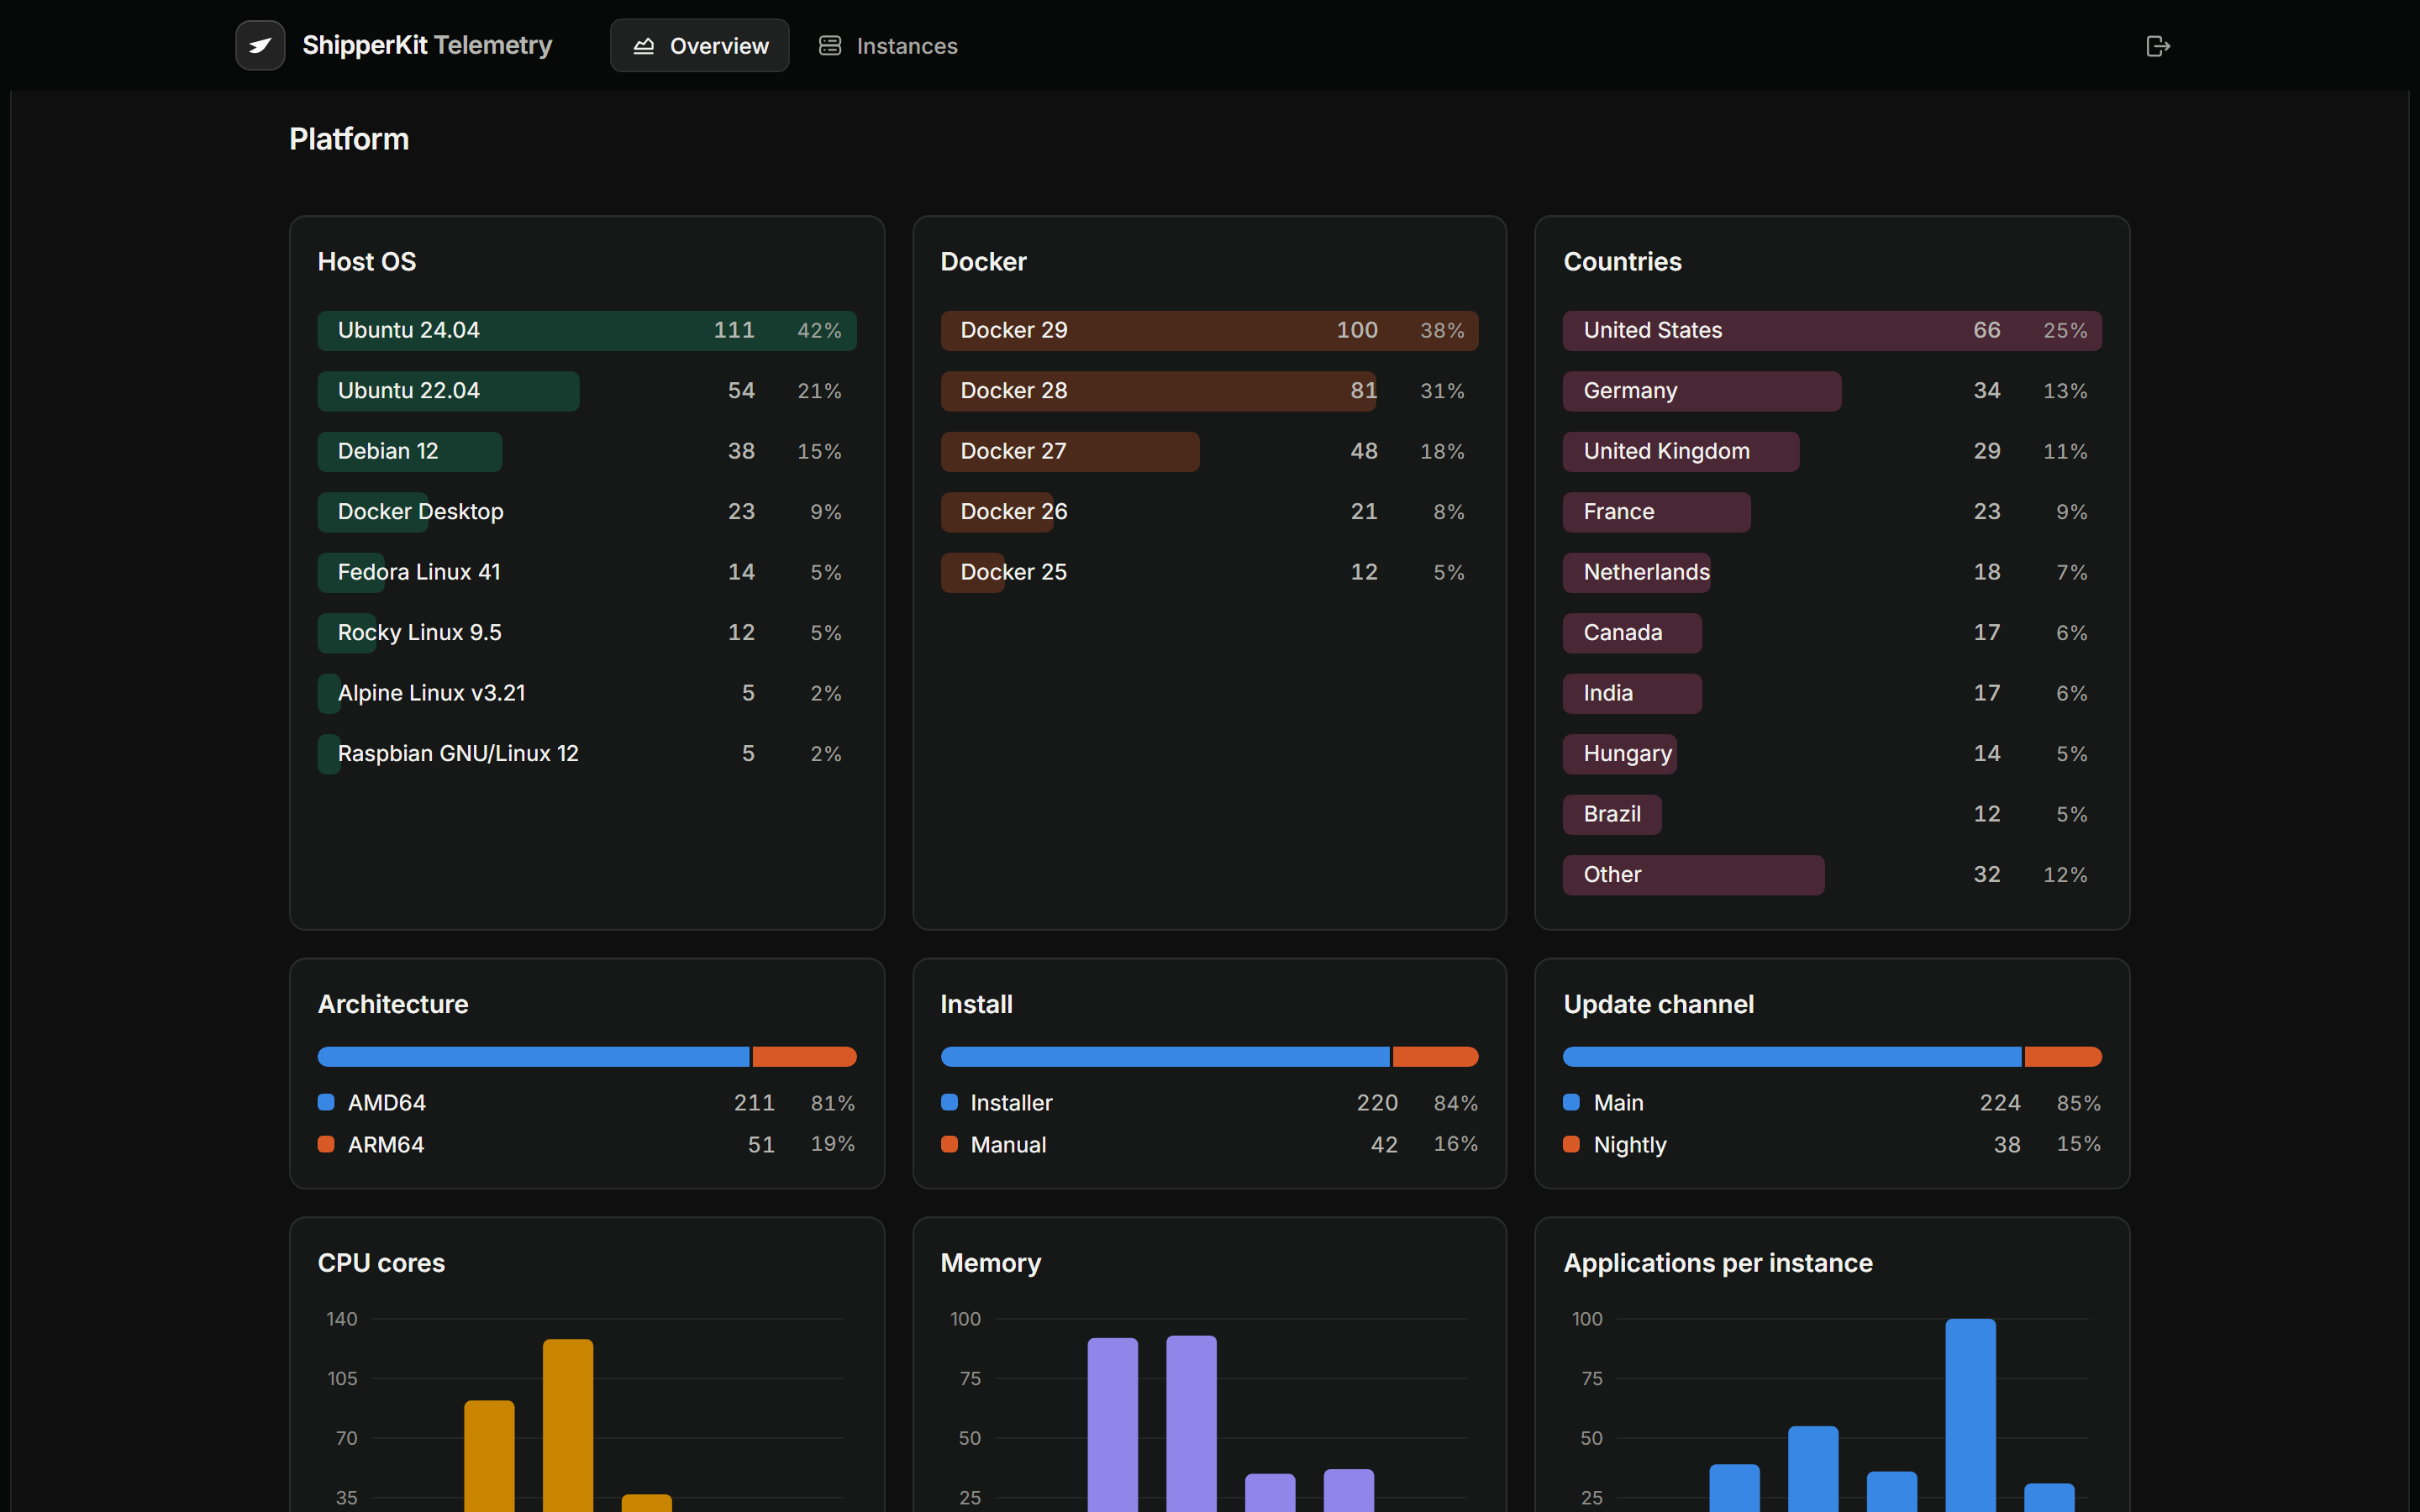 ShipperKit Telemetry
Overview
Instances
Platform
Host OS
Ubuntu 24.04 111 42%
Ubuntu 22.04 54 21%
Debian 12 38 15%
Docker Desktop 23 9%
Fedora Linux 41 14 5%
Rocky Linux 9.5 12 5%
Alpine Linux v3.21 5 2%
Raspbian GNU/Linux 12 5 2%
Docker
Docker 29 100 38%
Docker 28 81 31%
Docker 27 48 18%
Docker 26 21 8%
Docker 25 12 5%
Countries
United States 66 25%
Germany 34 13%
United Kingdom 29 11%
France 23 9%
Netherlands 18 7%
Canada 17 6%
India 17 6%
Hungary 14 5%
Brazil 12 5%
Other 32 12%
Architecture
AMD64 211 81%
ARM64 51 19%
Install
Installer 220 84%
Manual 42 16%
Update channel
Main 224 85%
Nightly 38 15%
CPU cores
140
105
70
35
Memory
100
75
50
25
Applications per instance
100
75
50
25